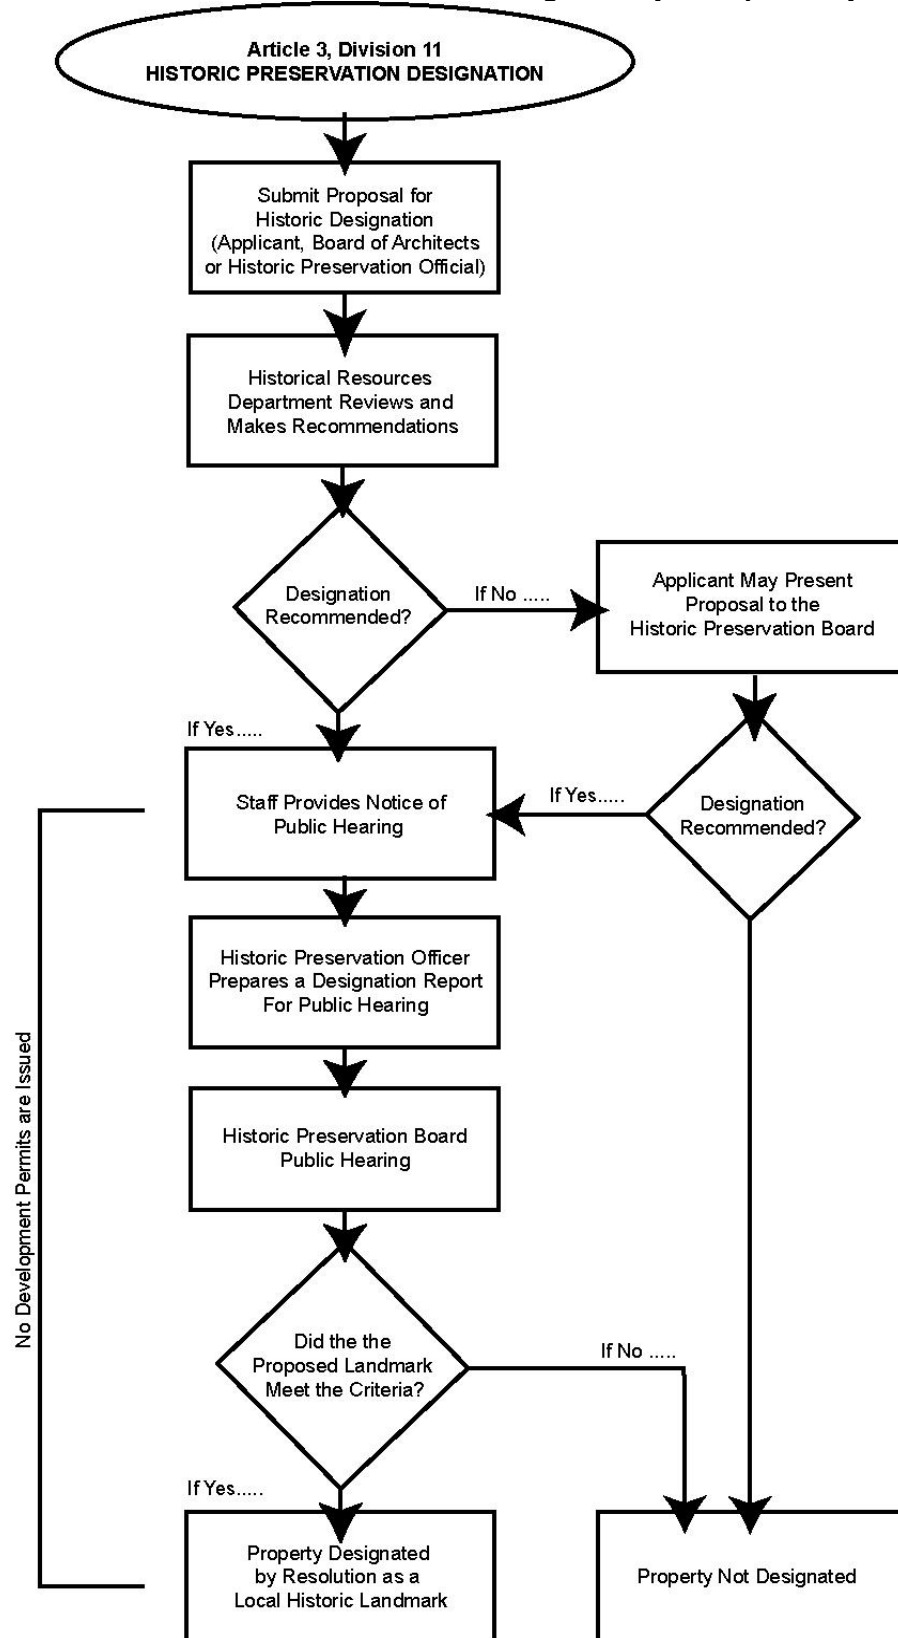 Article 3, Division 11
HISTORIC PRESERVATION DESIGNATION
Submit Proposal for
Historic Designation
(Applicant, Board of Architects
or Historic Preservation Official)
Historical Resources
Department Reviews and
Makes Recommendations
Designation
Recommended?
If No .....
Applicant May Present
Proposal to the
Historic Preservation Board
If Yes.....
Staff Provides Notice of
Public Hearing
If Yes.....
Designation
Recommended?
Historic Preservation Officer
Prepares a Designation Report
For Public Hearing
No Development Permits are Issued
Historic Preservation Board
Public Hearing
Did the the
Proposed Landmark
Meet the Criteria?
If No .....
If Yes.....
Property Designated
by Resolution as a
Local Historic Landmark
Property Not Designated